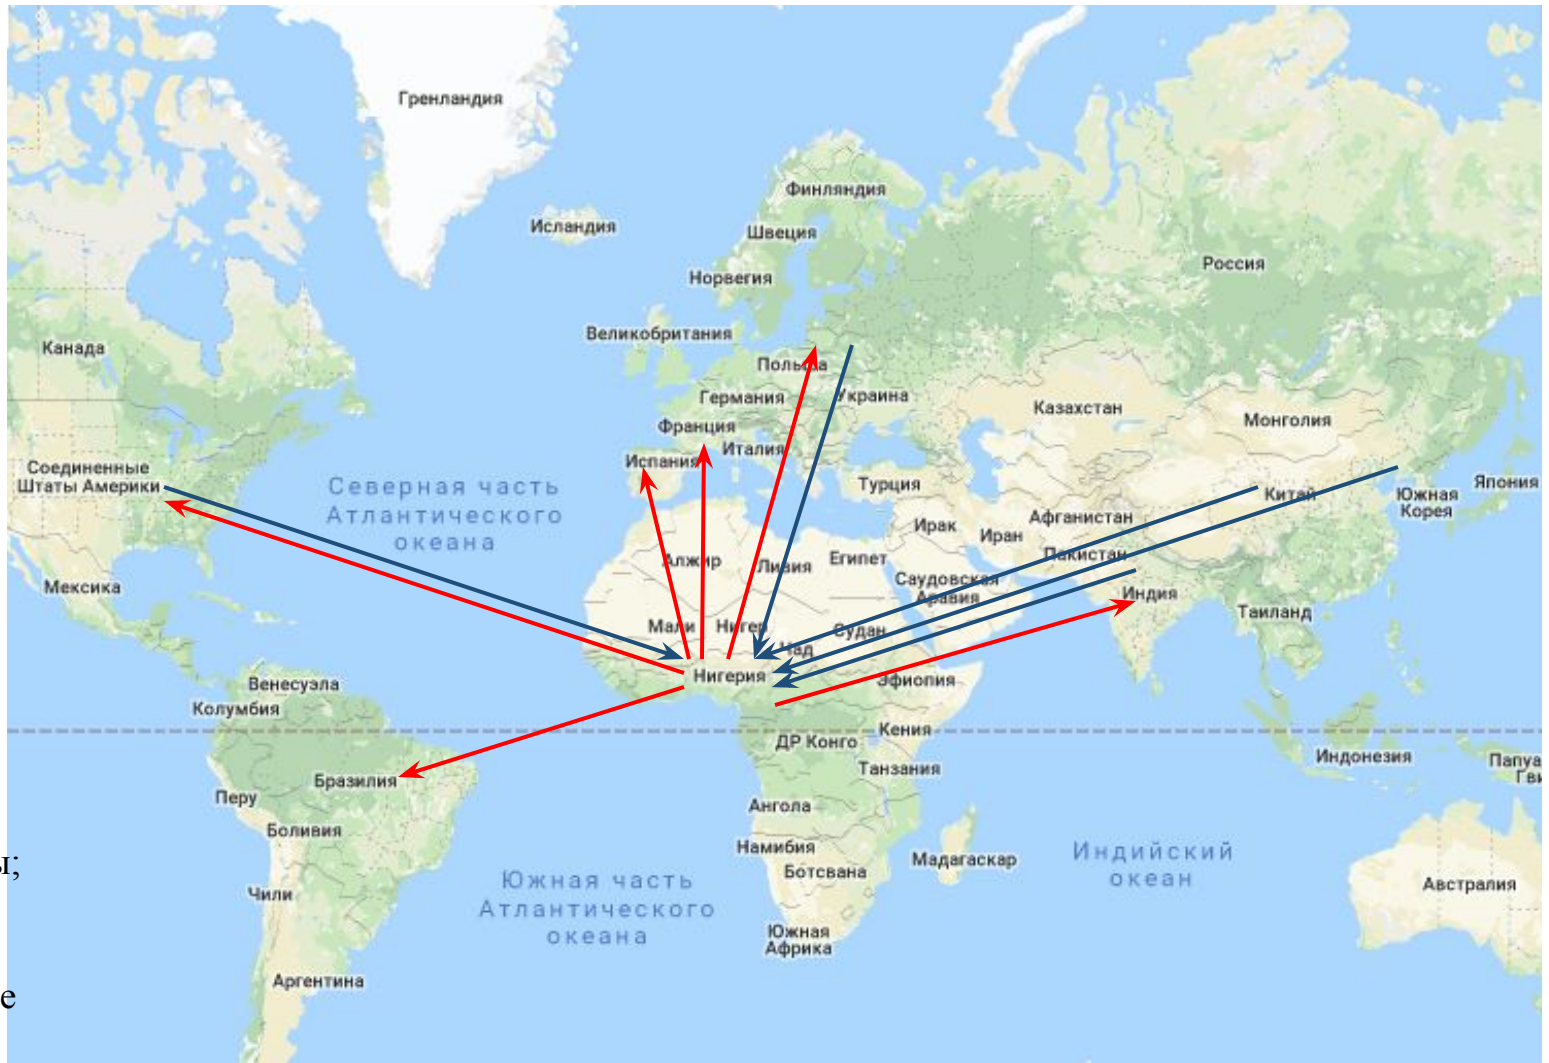 Гренландия
Финляндия
Исландия
Швеция
Россия
Норвегия
Великобритания
Канада
Польша
Германия
Украина
Казахстан
Монголия
Франция
Италия
Испания
Соединенные
Штаты Америки
Северная часть
Атлантического
океана
Турция
Китай
Южная
Корея
Япония
Ирак
Иран
Афганистан
Пакистан
Алжир
Ливия
Египет
Саудовская
Аравия
Индия
Мексика
Таиланд
Мали
Нигер
Чад
Судан
Нигерия
Эфиопия
Венесуэла
Колумбия
ДР Конго
Кения
Танзания
Индонезия
Папуа
Гви
Бразилия
Перу
Ангола
Боливия
Намибия
Ботсвана
Мадагаскар
Индийский
океан
ы;
Чили
Южная часть
Атлантического
океана
Австралия
Южная
Африка
Аргентина
е